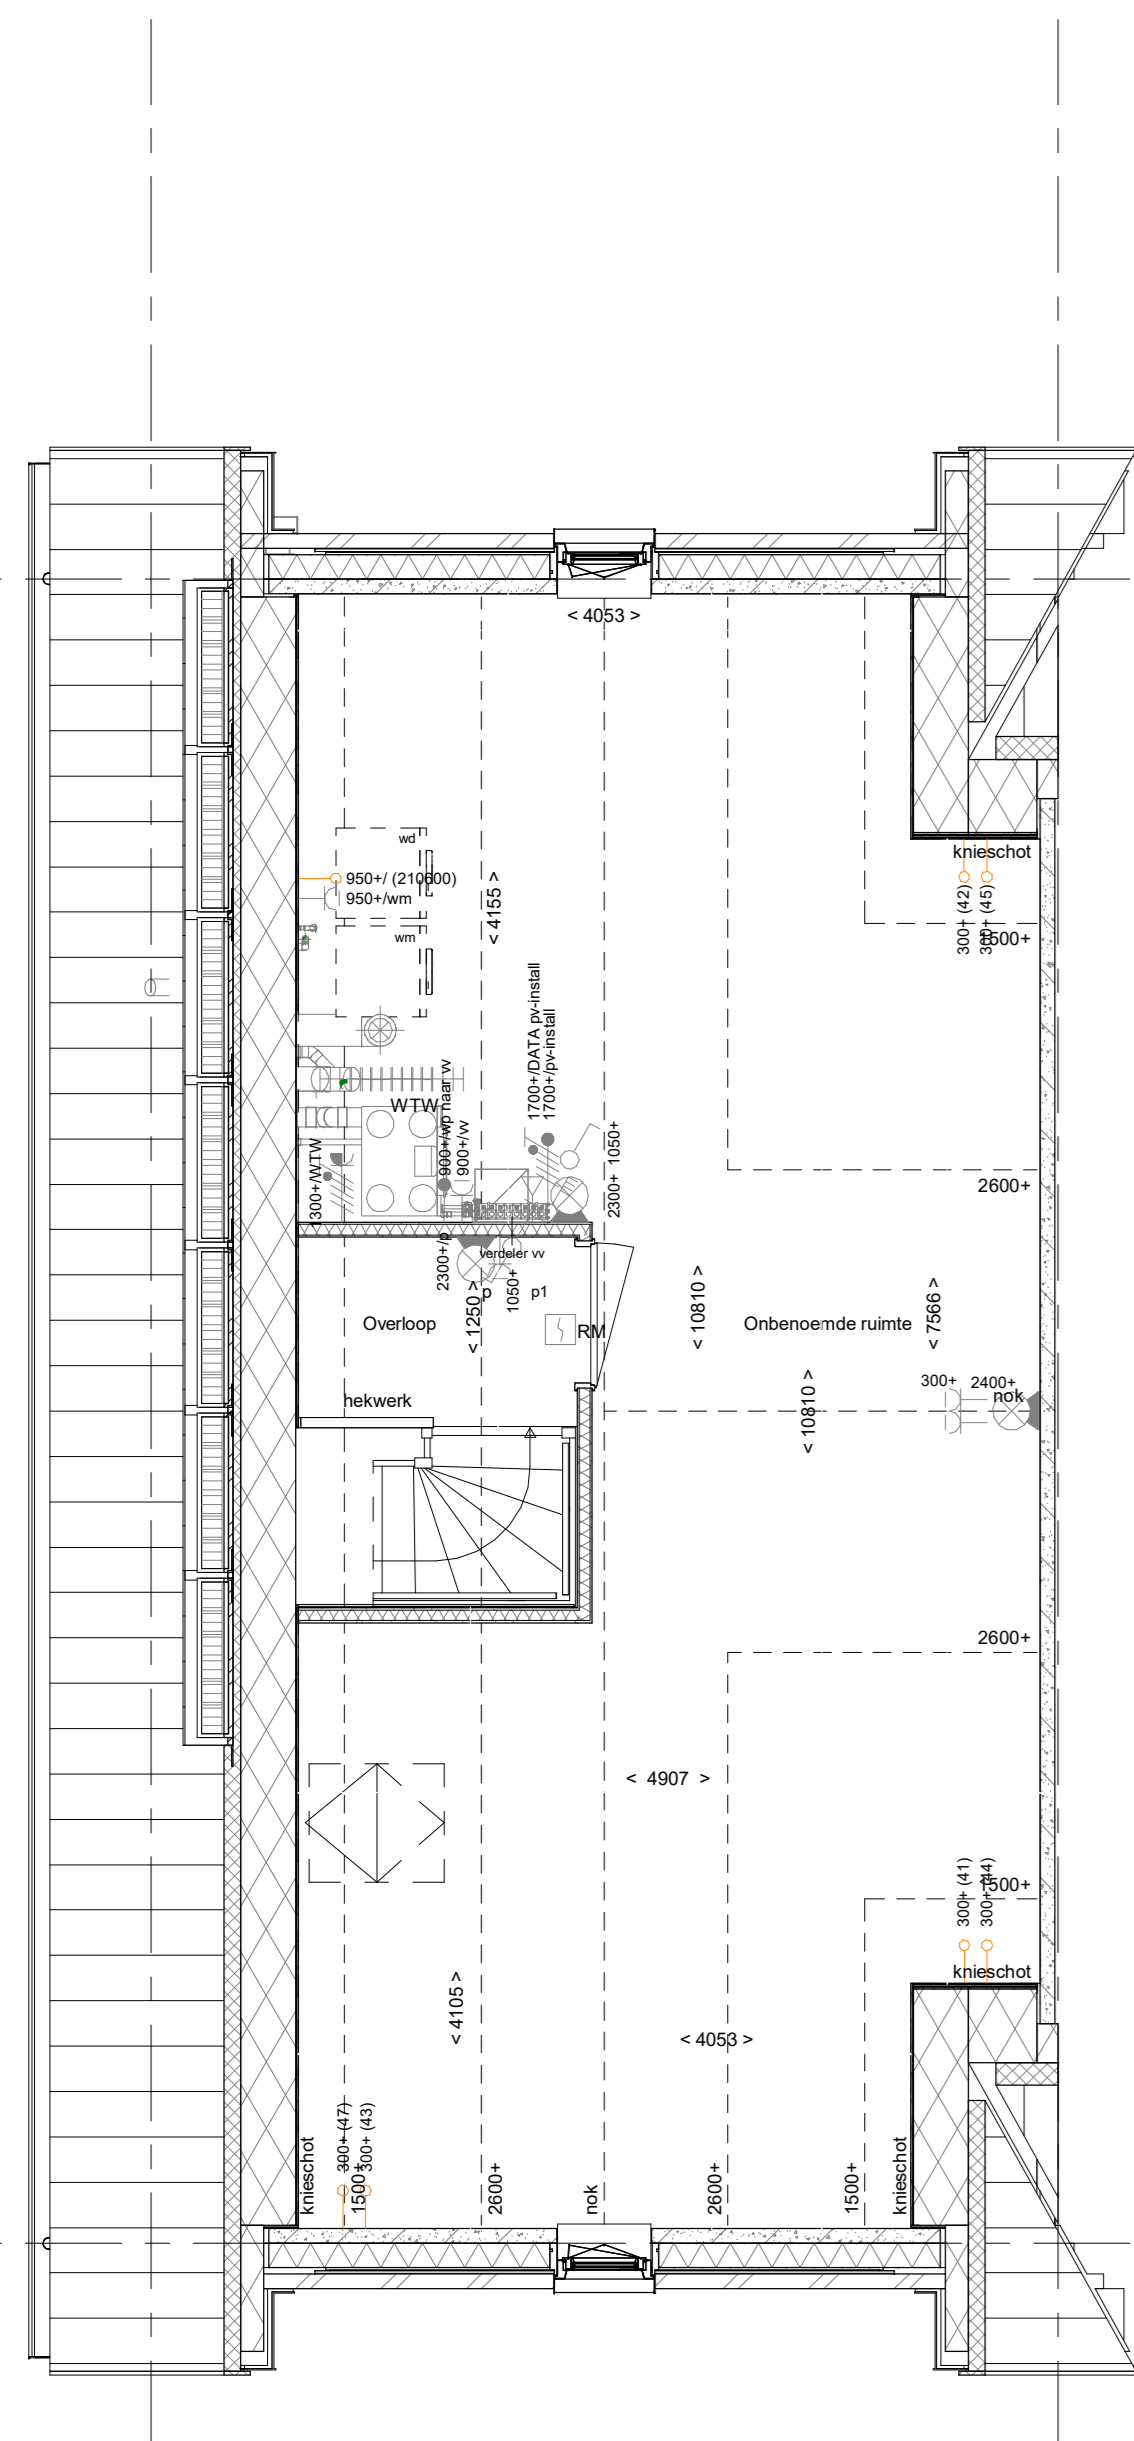 < 4053 >
wd
950+/ (210600)
950+/wm
wm
< 4155 >
knieschot
300+ (42)
300+ (45)
1500+
1700+/DATA pv-install
1700+/pv-install
WTW
900+/wp naar vv
900+/vv
1300+/WTW
2300+
1050+
2600+
2300+/p
verdeler vv
1050+
p
p1
< 1250 >
Overloop
RM
< 10810 >
Onbenoemde ruimte
< 7566 >
hekwerk
300+
2400+
nok
< 10810 >
2600+
< 4907 >
300+ (41)
300+ (44)
1500+
knieschot
< 4105 >
< 4053 >
knieschot
300+ (47)
1500+
300+ (43)
2600+
nok
2600+
1500+
knieschot